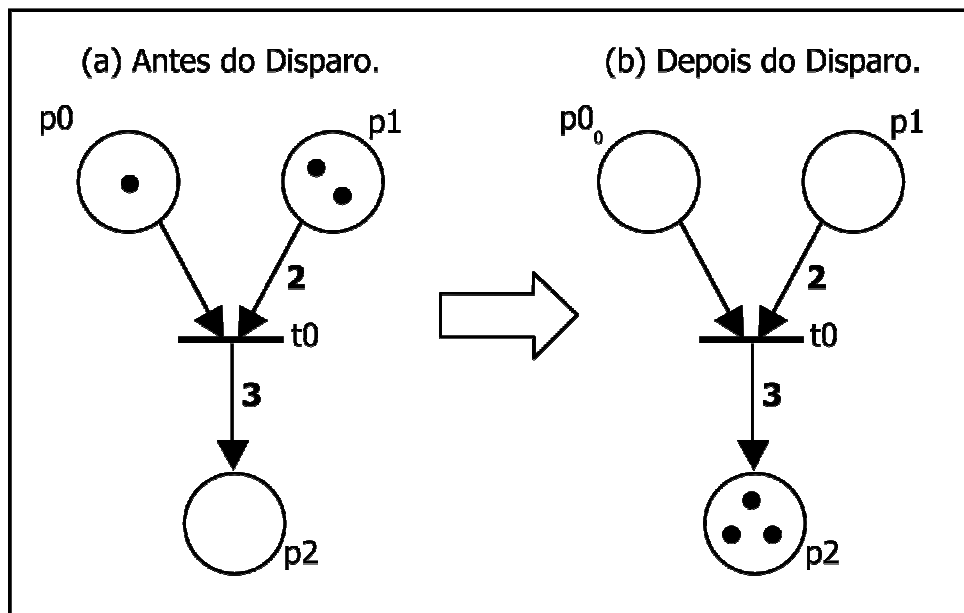 (a) Antes do Disparo.
p0
p1
2
t0
3
p2
(b) Depois do Disparo.
p0₀
p1
2
t0
3
p2